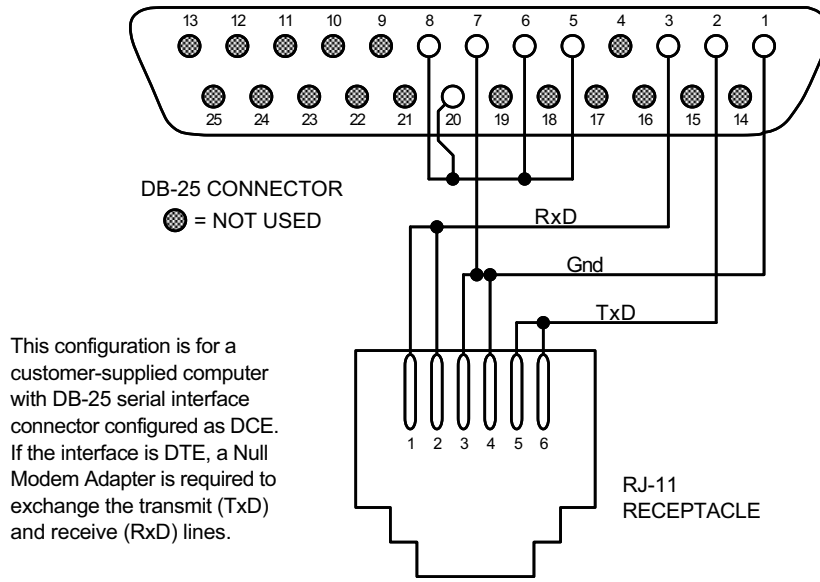 13 12 11 10 9 8 7 6 5 4 3 2 1
25 24 23 22 21 20 19 18 17 16 15 14
DB-25 CONNECTOR
= NOT USED
RxD
Gnd
TxD
This configuration is for a
customer-supplied computer
with DB-25 serial interface
connector configured as DCE.
If the interface is DTE, a Null
Modem Adapter is required to
exchange the transmit (TxD)
and receive (RxD) lines.
1 2 3 4 5 6
RJ-11
RECEPTACLE